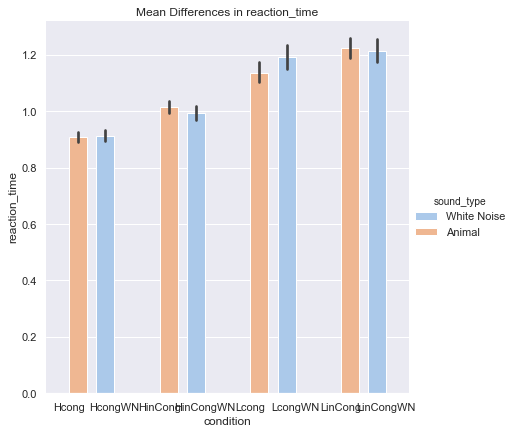 Mean Differences in reaction_time
reaction_time
1.2
1.0
0.8
0.6
0.4
0.2
0.0
Hcong HcongWN HinCong HinCongWN Lcong LcongWN LinCong LinCongWN
condition
sound_type
White Noise
Animal